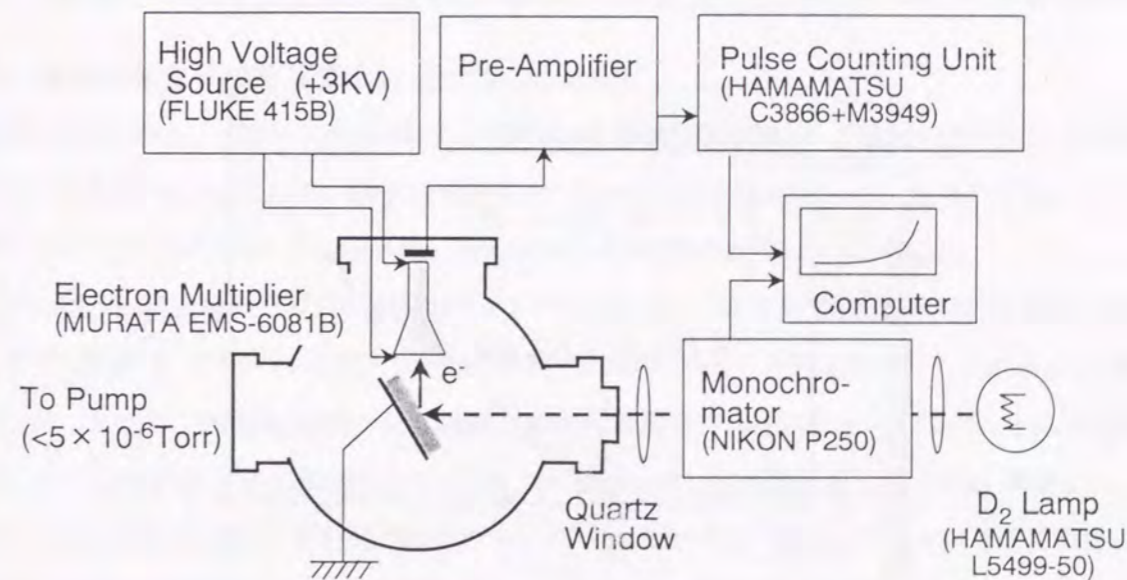 High Voltage
Source (+3KV)
(FLUKE 415B)
Pre-Amplifier
Pulse Counting Unit
(HAMAMATSU
C3866+M3949)
Computer
Electron Multiplier
(MURATA EMS-6081B)
e-
To Pump
(<5×10-6Torr)
Monochro-
mator
(NIKON P250)
Quartz
Window
D2 Lamp
(HAMAMATSU
L5499-50)